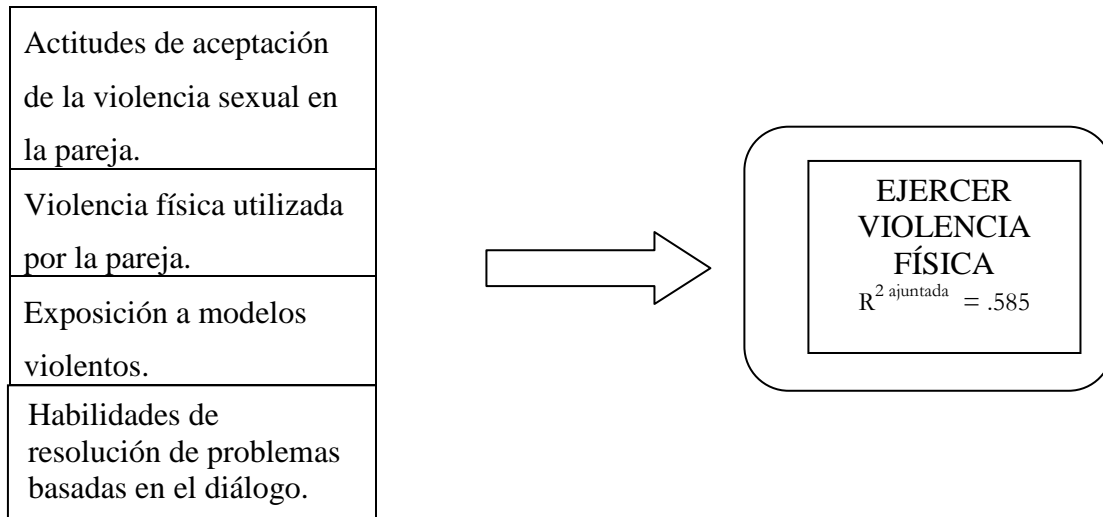 Actitudes de aceptación
de la violencia sexual en
la pareja.
Violencia física utilizada
por la pareja.
Exposición a modelos
violentos.
Habilidades de
resolución de problemas
basadas en el diálogo.
EJERCER
VIOLENCIA
FÍSICA
R² ajuntada = .585